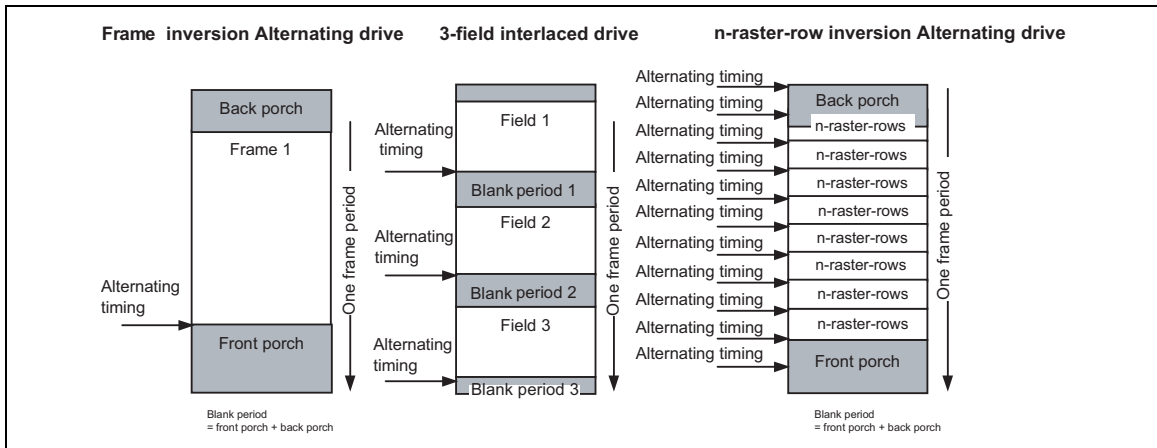 Frame inversion Alternating drive
Back porch
Frame 1
Alternating
timing
Front porch
One frame period
Blank period
= front porch + back porch
3-field interlaced drive
Field 1
Alternating
timing
Blank period 1
Field 2
Alternating
timing
Blank period 2
Field 3
Alternating
timing
Blank period 3
One frame period
n-raster-row inversion Alternating drive
Alternating timing
Back porch
Alternating timing
n-raster-rows
Alternating timing
n-raster-rows
Alternating timing
n-raster-rows
Alternating timing
n-raster-rows
Alternating timing
n-raster-rows
Alternating timing
n-raster-rows
Alternating timing
n-raster-rows
Alternating timing
n-raster-rows
Alternating timing
Front porch
Alternating timing
One frame period
Blank period
= front porch + back porch